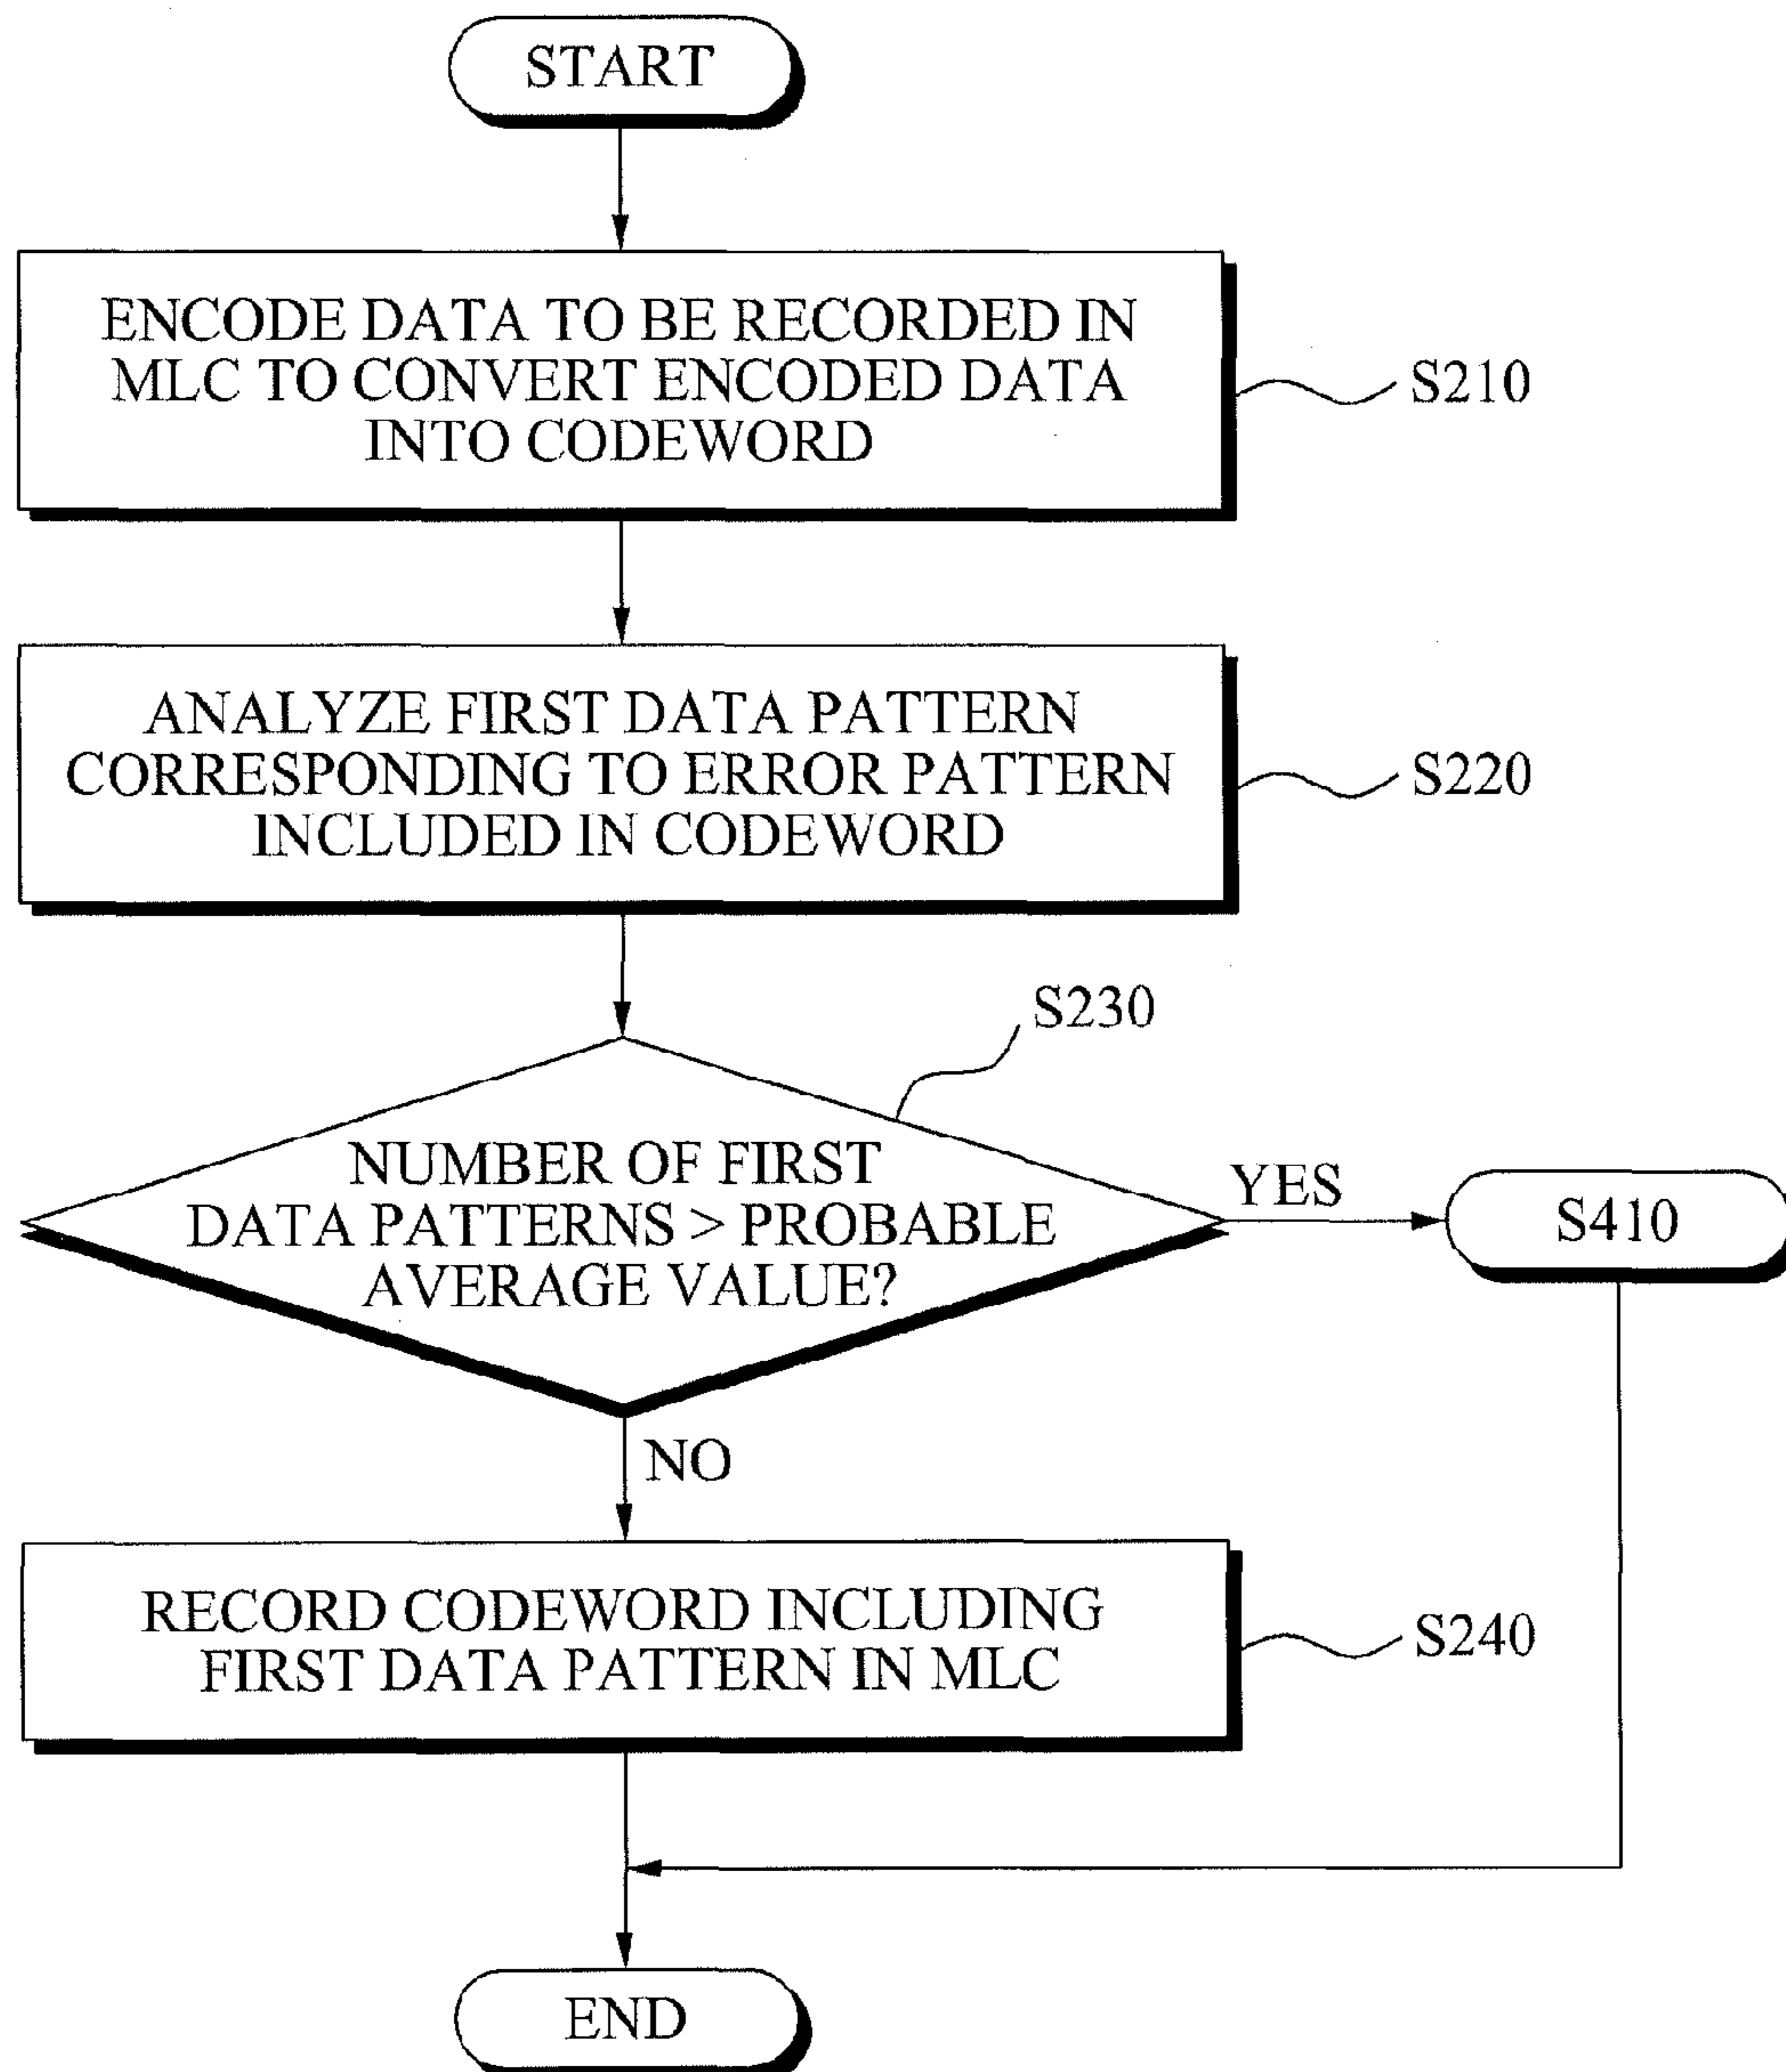 START
ENCODE DATA TO BE RECORDED IN
MLC TO CONVERT ENCODED DATA
INTO CODEWORD
S210
ANALYZE FIRST DATA PATTERN
CORRESPONDING TO ERROR PATTERN
INCLUDED IN CODEWORD
S220
S230
NUMBER OF FIRST
DATA PATTERNS > PROBABLE
AVERAGE VALUE?
YES
S410
NO
RECORD CODEWORD INCLUDING
FIRST DATA PATTERN IN MLC
S240
END